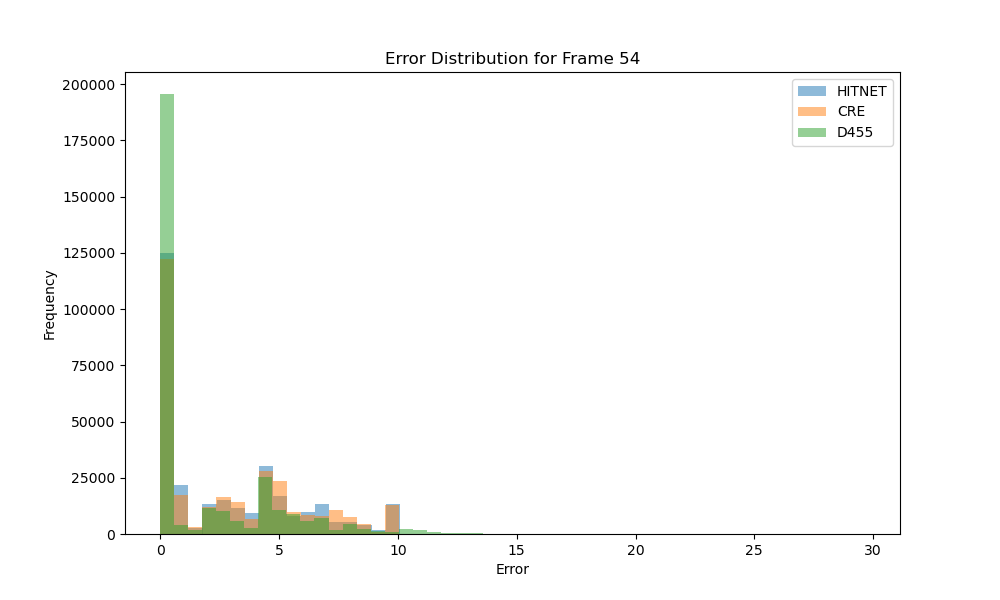 Error Distribution for Frame 54
HITNET
CRE
D455
200000
175000
150000
125000
100000
75000
50000
25000
0
Frequency
0 5 10 15 20 25 30
Error